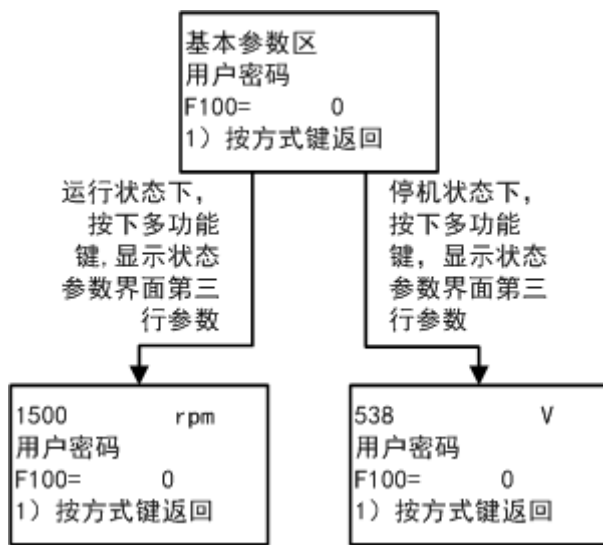 基本参数区
用户密码
F100= 0
1）按方式键返回
运行状态下，
按下多功能
键,显示状态
参数界面第三
行参数
停机状态下，
按下多功能
键，显示状态
参数界面第三
行参数
1500 rpm
用户密码
F100= 0
1）按方式键返回
538 V
用户密码
F100= 0
1）按方式键返回